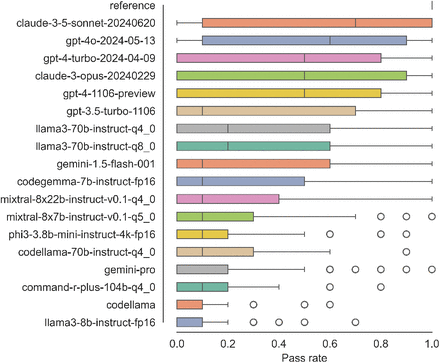 reference
claude-3-5-sonnet-20240620
gpt-4o-2024-05-13
gpt-4-turbo-2024-04-09
claude-3-opus-20240229
gpt-4-1106-preview
gpt-3.5-turbo-1106
llama3-70b-instruct-q4_0
llama3-70b-instruct-q8_0
gemini-1.5-flash-001
codegemma-7b-instruct-fp16
mixtral-8x22b-instruct-v0.1-q4_0
mixtral-8x7b-instruct-v0.1-q5_0
phi3-3.8b-mini-instruct-4k-fp16
codellama-70b-instruct-q4_0
gemini-pro
command-r-plus-104b-q4_0
codellama
llama3-8b-instruct-fp16
0.0 0.2 0.4 0.6 0.8 1.0
Pass rate